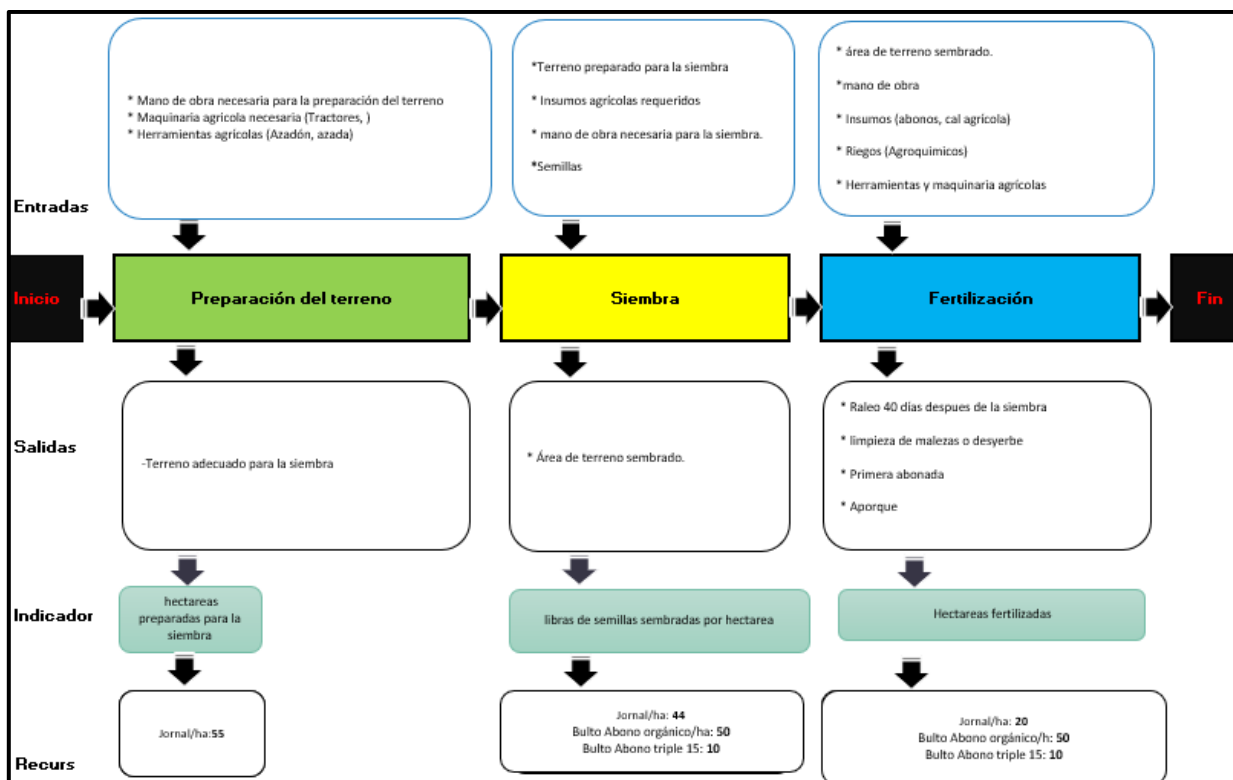 * Mano de obra necesaria para la preparación del terreno
* Maquinaria agricola necesaria (Tractores, )
* Herramientas agricolas (Azadón, azada)
*Terreno preparado para la siembra
* Insumos agrícolas requeridos
* mano de obra necesaria para la siembra.
*Semillas
* área de terreno sembrado.
*mano de obra
* Insumos (abonos, cal agrícola)
* Riegos (Agroquimicos)
* Herramientas y maquinaria agrícolas
Entradas
Inicio
Preparación del terreno
Siembra
Fertilización
Fin
Salidas
-Terreno adecuado para la siembra
* Área de terreno sembrado.
* Raleo 40 días despues de la siembra
* limpieza de malezas o desyerbe
* Primera abonada
* Aporque
Indicador
hectareas
preparadas para la
siembra
libras de semillas sembradas por hectarea
Hectareas fertilizadas
Recurs
Jornal/ha:55
Jornal/ha: 44
Bulto Abono orgánico/ha: 50
Bulto Abono triple 15: 10
Jornal/ha: 20
Bulto Abono orgánico/h: 50
Bulto Abono triple 15: 10